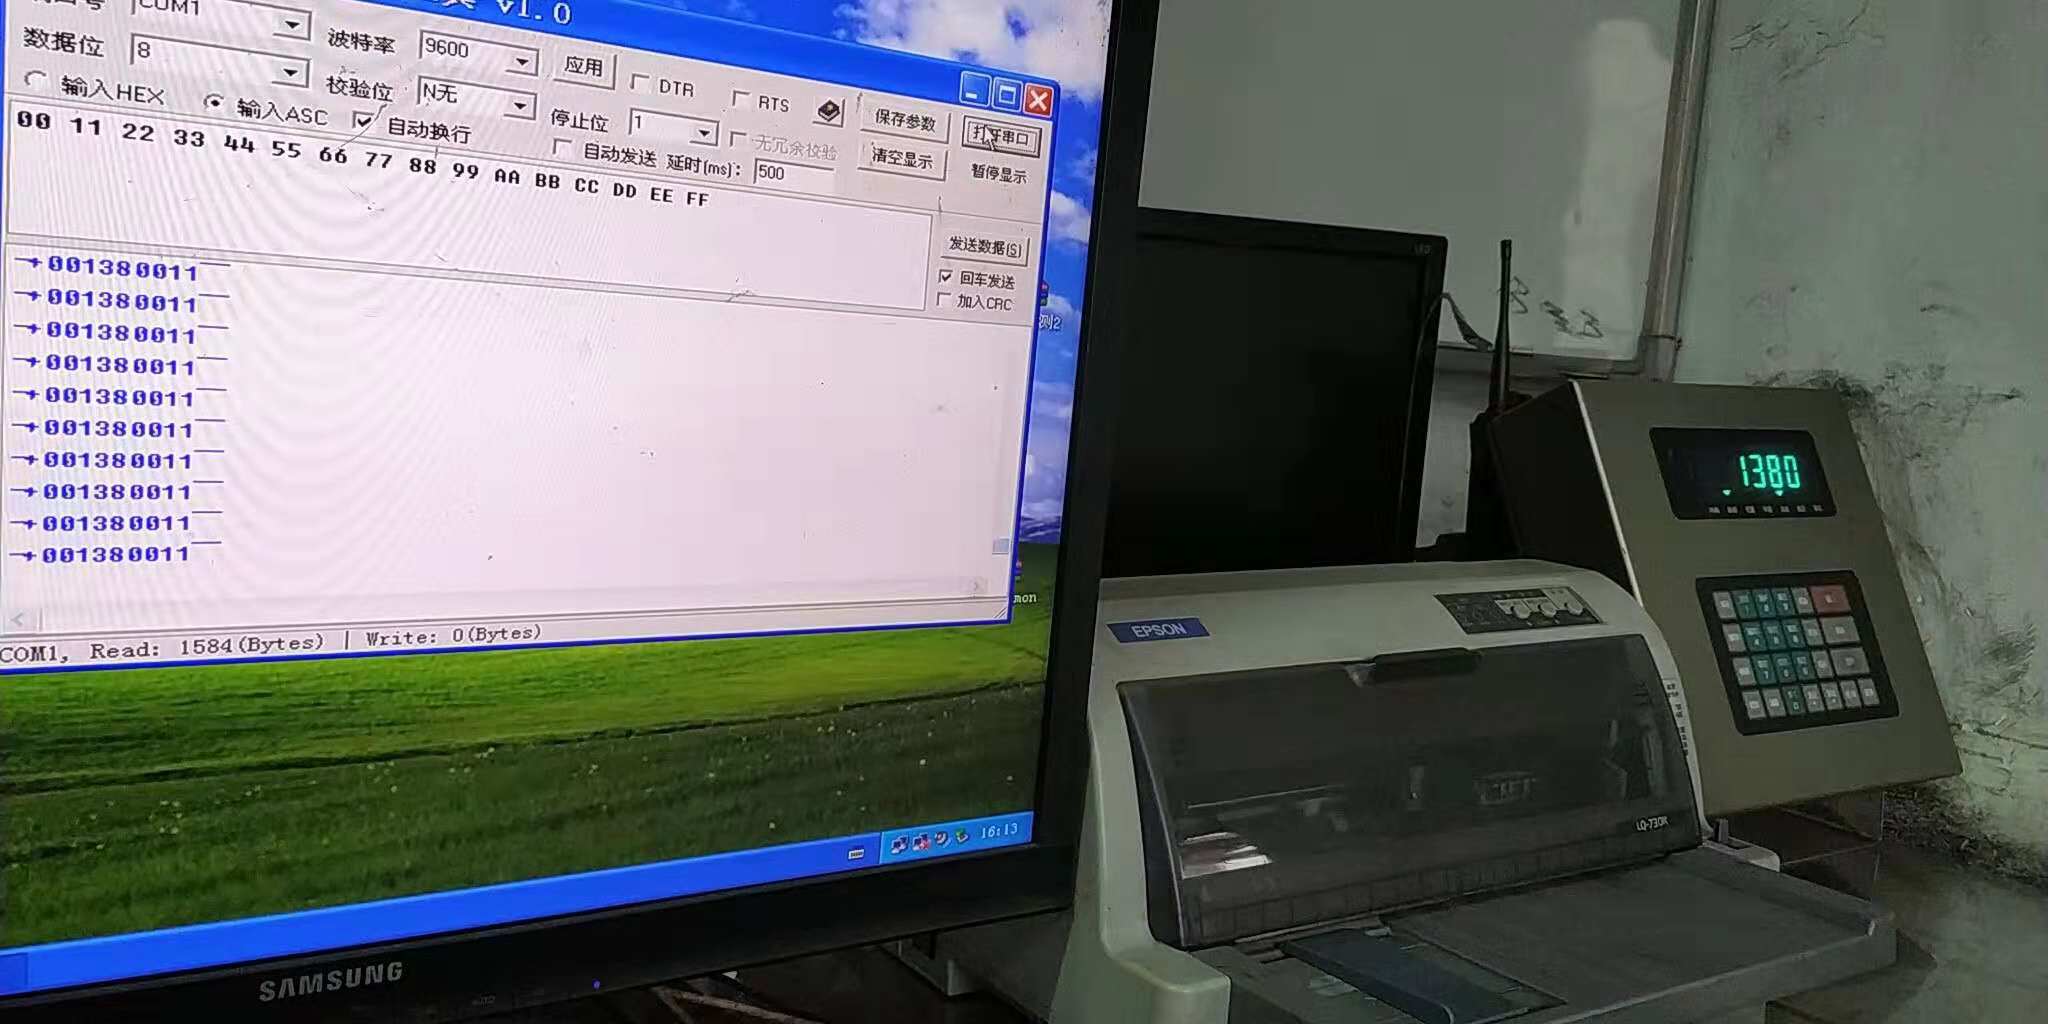 COM1
v1.0
数据位 8 波特率 9600 应用 DTR RTS 保存参数 打开串口
输入HEX 输入ASC 校验位 N无 自动换行 停止位 1 无冗余校验 清空显示 暂停显示
自动发送 延时(ms): 500
00 11 22 33 44 55 66 77 88 99 AA BB CC DD EE FF
发送数据(S)
回车发送
加入CRC
+001380011
+001380011
+001380011
+001380011
+001380011
+001380011
+001380011
+001380011
+001380011
+001380011
COM1, Read: 1584(Bytes) | Write: 0(Bytes)
测2
mon
16:13
SAMSUNG
1380
EPSON
LQ-730K